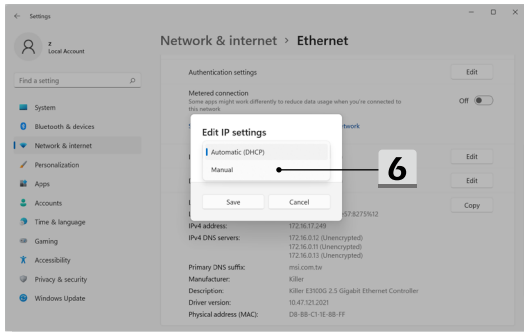 ← Settings
Z
Local Account
Find a setting
System
Bluetooth & devices
Network & internet
Personalization
Apps
Accounts
Time & language
Gaming
Accessibility
Privacy & security
Windows Update
Network & internet > Ethernet
Authentication settings Edit
Metered connection
Some apps might work differently to reduce data usage when you're connected to
this network
Off
Edit IP settings
Automatic (DHCP)
Manual
6
Save Cancel
Edit
Edit
Copy
IPv4 address: 172.16.17.249
IPv4 DNS servers: 172.16.0.12 (Unencrypted)
172.16.0.11 (Unencrypted)
172.16.0.13 (Unencrypted)
Primary DNS suffix: msi.com.tw
Manufacturer: Killer
Description: Killer E3100G 2.5 Gigabit Ethernet Controller
Driver version: 10.47.121.2021
Physical address (MAC): D8-BB-C1-1E-8B-FF